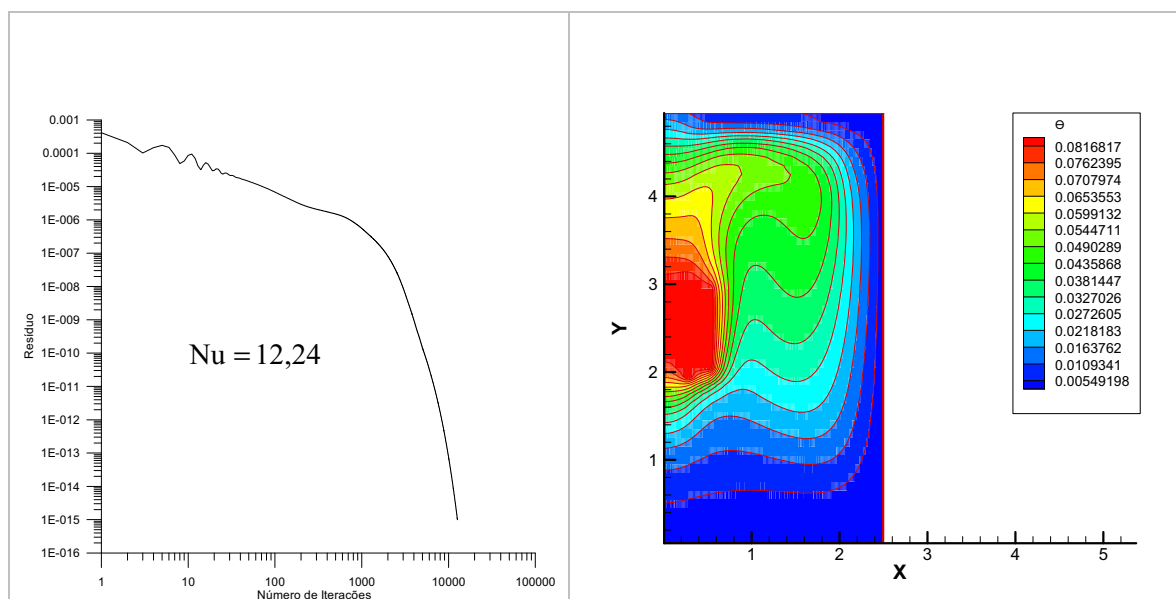 0.001
0.0001
1E-005
1E-006
1E-007
1E-008
1E-009
1E-010
1E-011
1E-012
1E-013
1E-014
1E-015
1E-016
Resíduo
Nu = 12,24
1 10 100 1000 10000 100000
Número de Iterações
Y
4
3
2
1
1 2 3 4 5
X
Θ
0.0816817
0.0762395
0.0707974
0.0653553
0.0599132
0.0544711
0.0490289
0.0435868
0.0381447
0.0327026
0.0272605
0.0218183
0.0163762
0.0109341
0.00549198